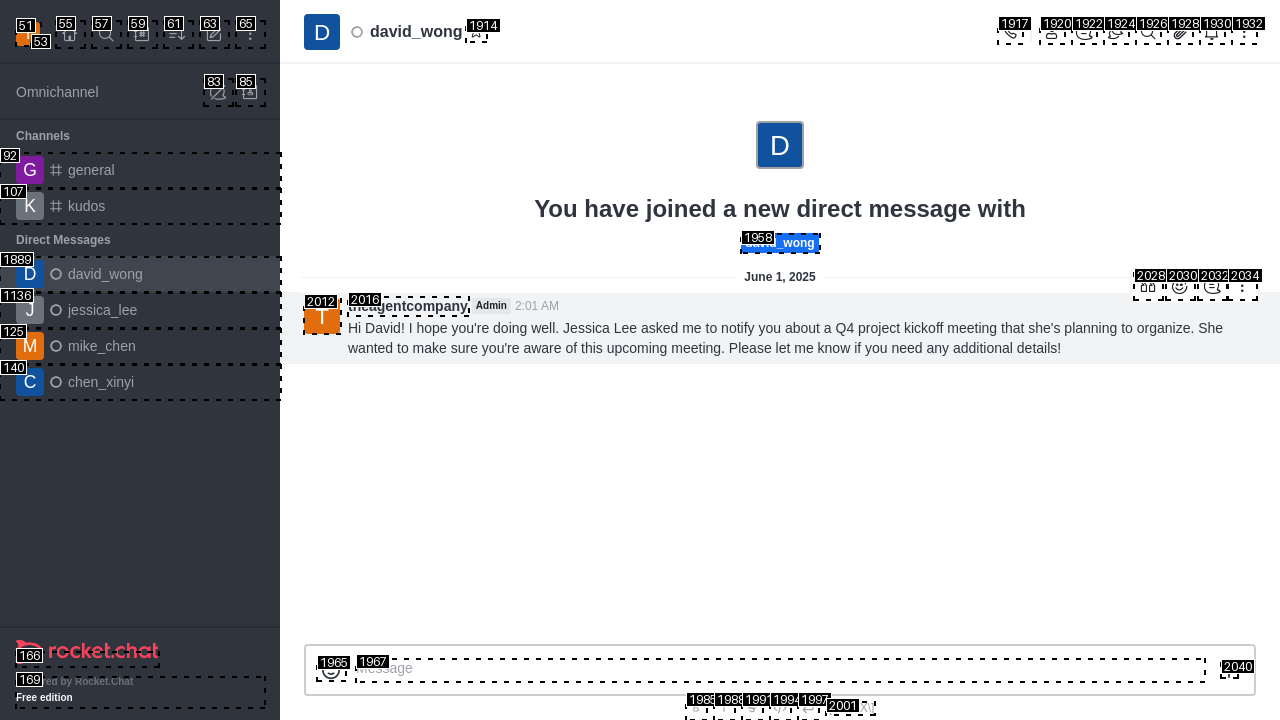 D david_wong
Omnichannel
Channels
G general
K kudos
Direct Messages
D david_wong
J jessica_lee
M mike_chen
C chen_xinyi
rocket.chat
by Rocket.Chat
Free edition
D
You have joined a new direct message with
wong
June 1, 2025
theagentcompany Admin 2:01 AM
Hi David! I hope you're doing well. Jessica Lee asked me to notify you about a Q4 project kickoff meeting that she's planning to organize. She
wanted to make sure you're aware of this upcoming meeting. Please let me know if you need any additional details!
Message
51
53
55
57
59
61
63
65
83
85
92
107
1889
1136
125
140
166
169
1914
1917
1920
1922
1924
1926
1928
1930
1932
1958
2012
2016
2028
2030
2032
2034
1965
1967
2040
1985
1988
1991
1994
1997
2001